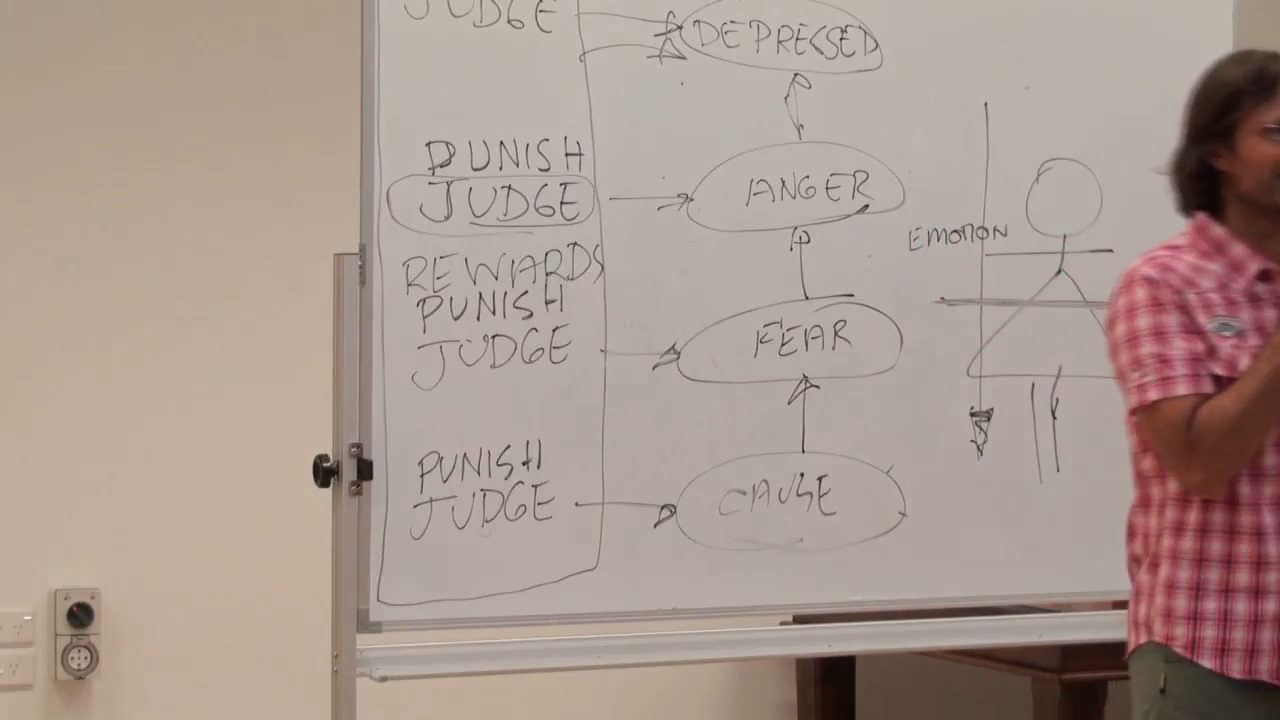 JUDGE
DEPRESSED
PUNISH
JUDGE
ANGER
REWARDS
PUNISH
JUDGE
FEAR
PUNISH
JUDGE
CAUSE
EMOTION